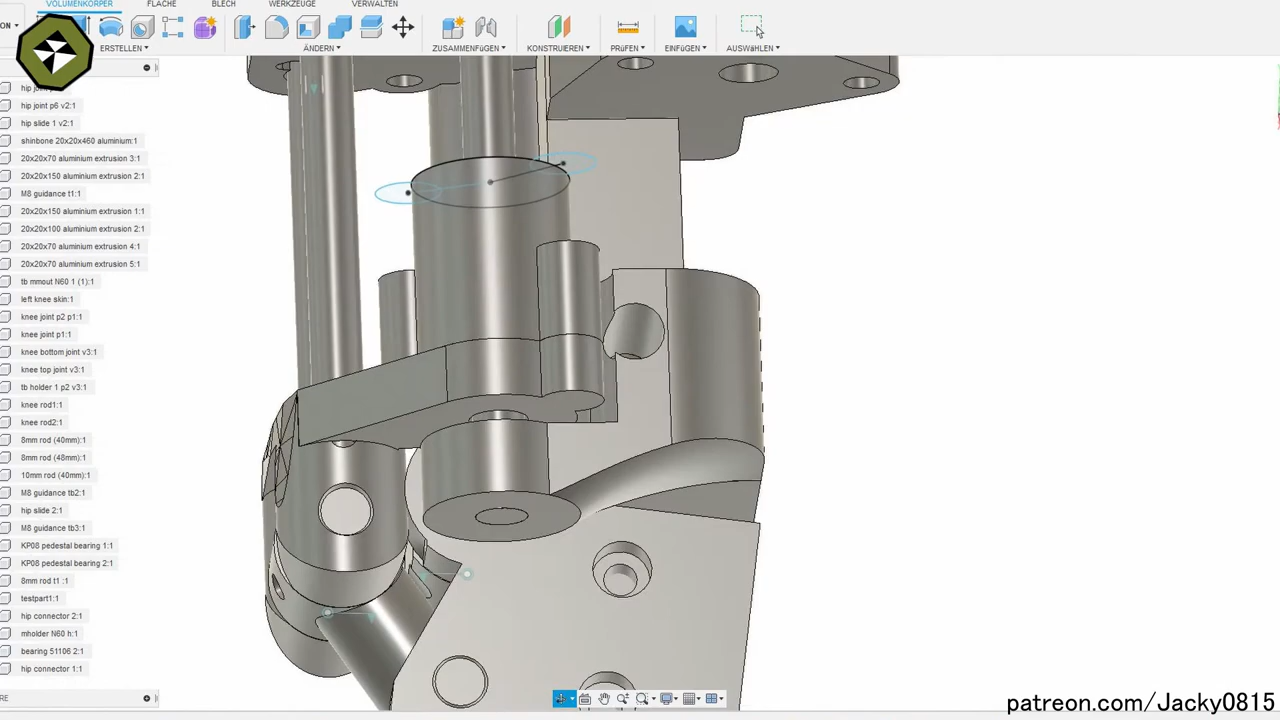 VOLUMENKÖRPER FLÄCHE BLECH WERKZEUGE VERWALTEN
ON
ERSTELLEN ÄNDERN ZUSAMMENFÜGEN KONSTRUIEREN PRÜFEN EINFÜGEN AUSWÄHLEN
hip joint
hip joint p6 v2:1
hip slide 1 v2:1
shinbone 20x20x460 aluminium:1
20x20x70 aluminium extrusion 3:1
20x20x150 aluminium extrusion 2:1
M8 guidance t1:1
20x20x150 aluminium extrusion 1:1
20x20x100 aluminium extrusion 2:1
20x20x70 aluminium extrusion 4:1
20x20x70 aluminium extrusion 5:1
tb mmout N60 1 (1):1
left knee skin:1
knee joint p2 p1:1
knee joint p1:1
knee bottom joint v3:1
knee top joint v3:1
tb holder 1 p2 v3:1
knee rod1:1
knee rod2:1
8mm rod (40mm):1
8mm rod (48mm):1
10mm rod (40mm):1
M8 guidance tb2:1
hip slide 2:1
M8 guidance tb3:1
KP08 pedestal bearing 1:1
KP08 pedestal bearing 2:1
8mm rod t1 :1
testpart1:1
hip connector 2:1
mholder N60 h:1
bearing 51106 2:1
hip connector 1:1
RE
patreon.com/Jacky0815